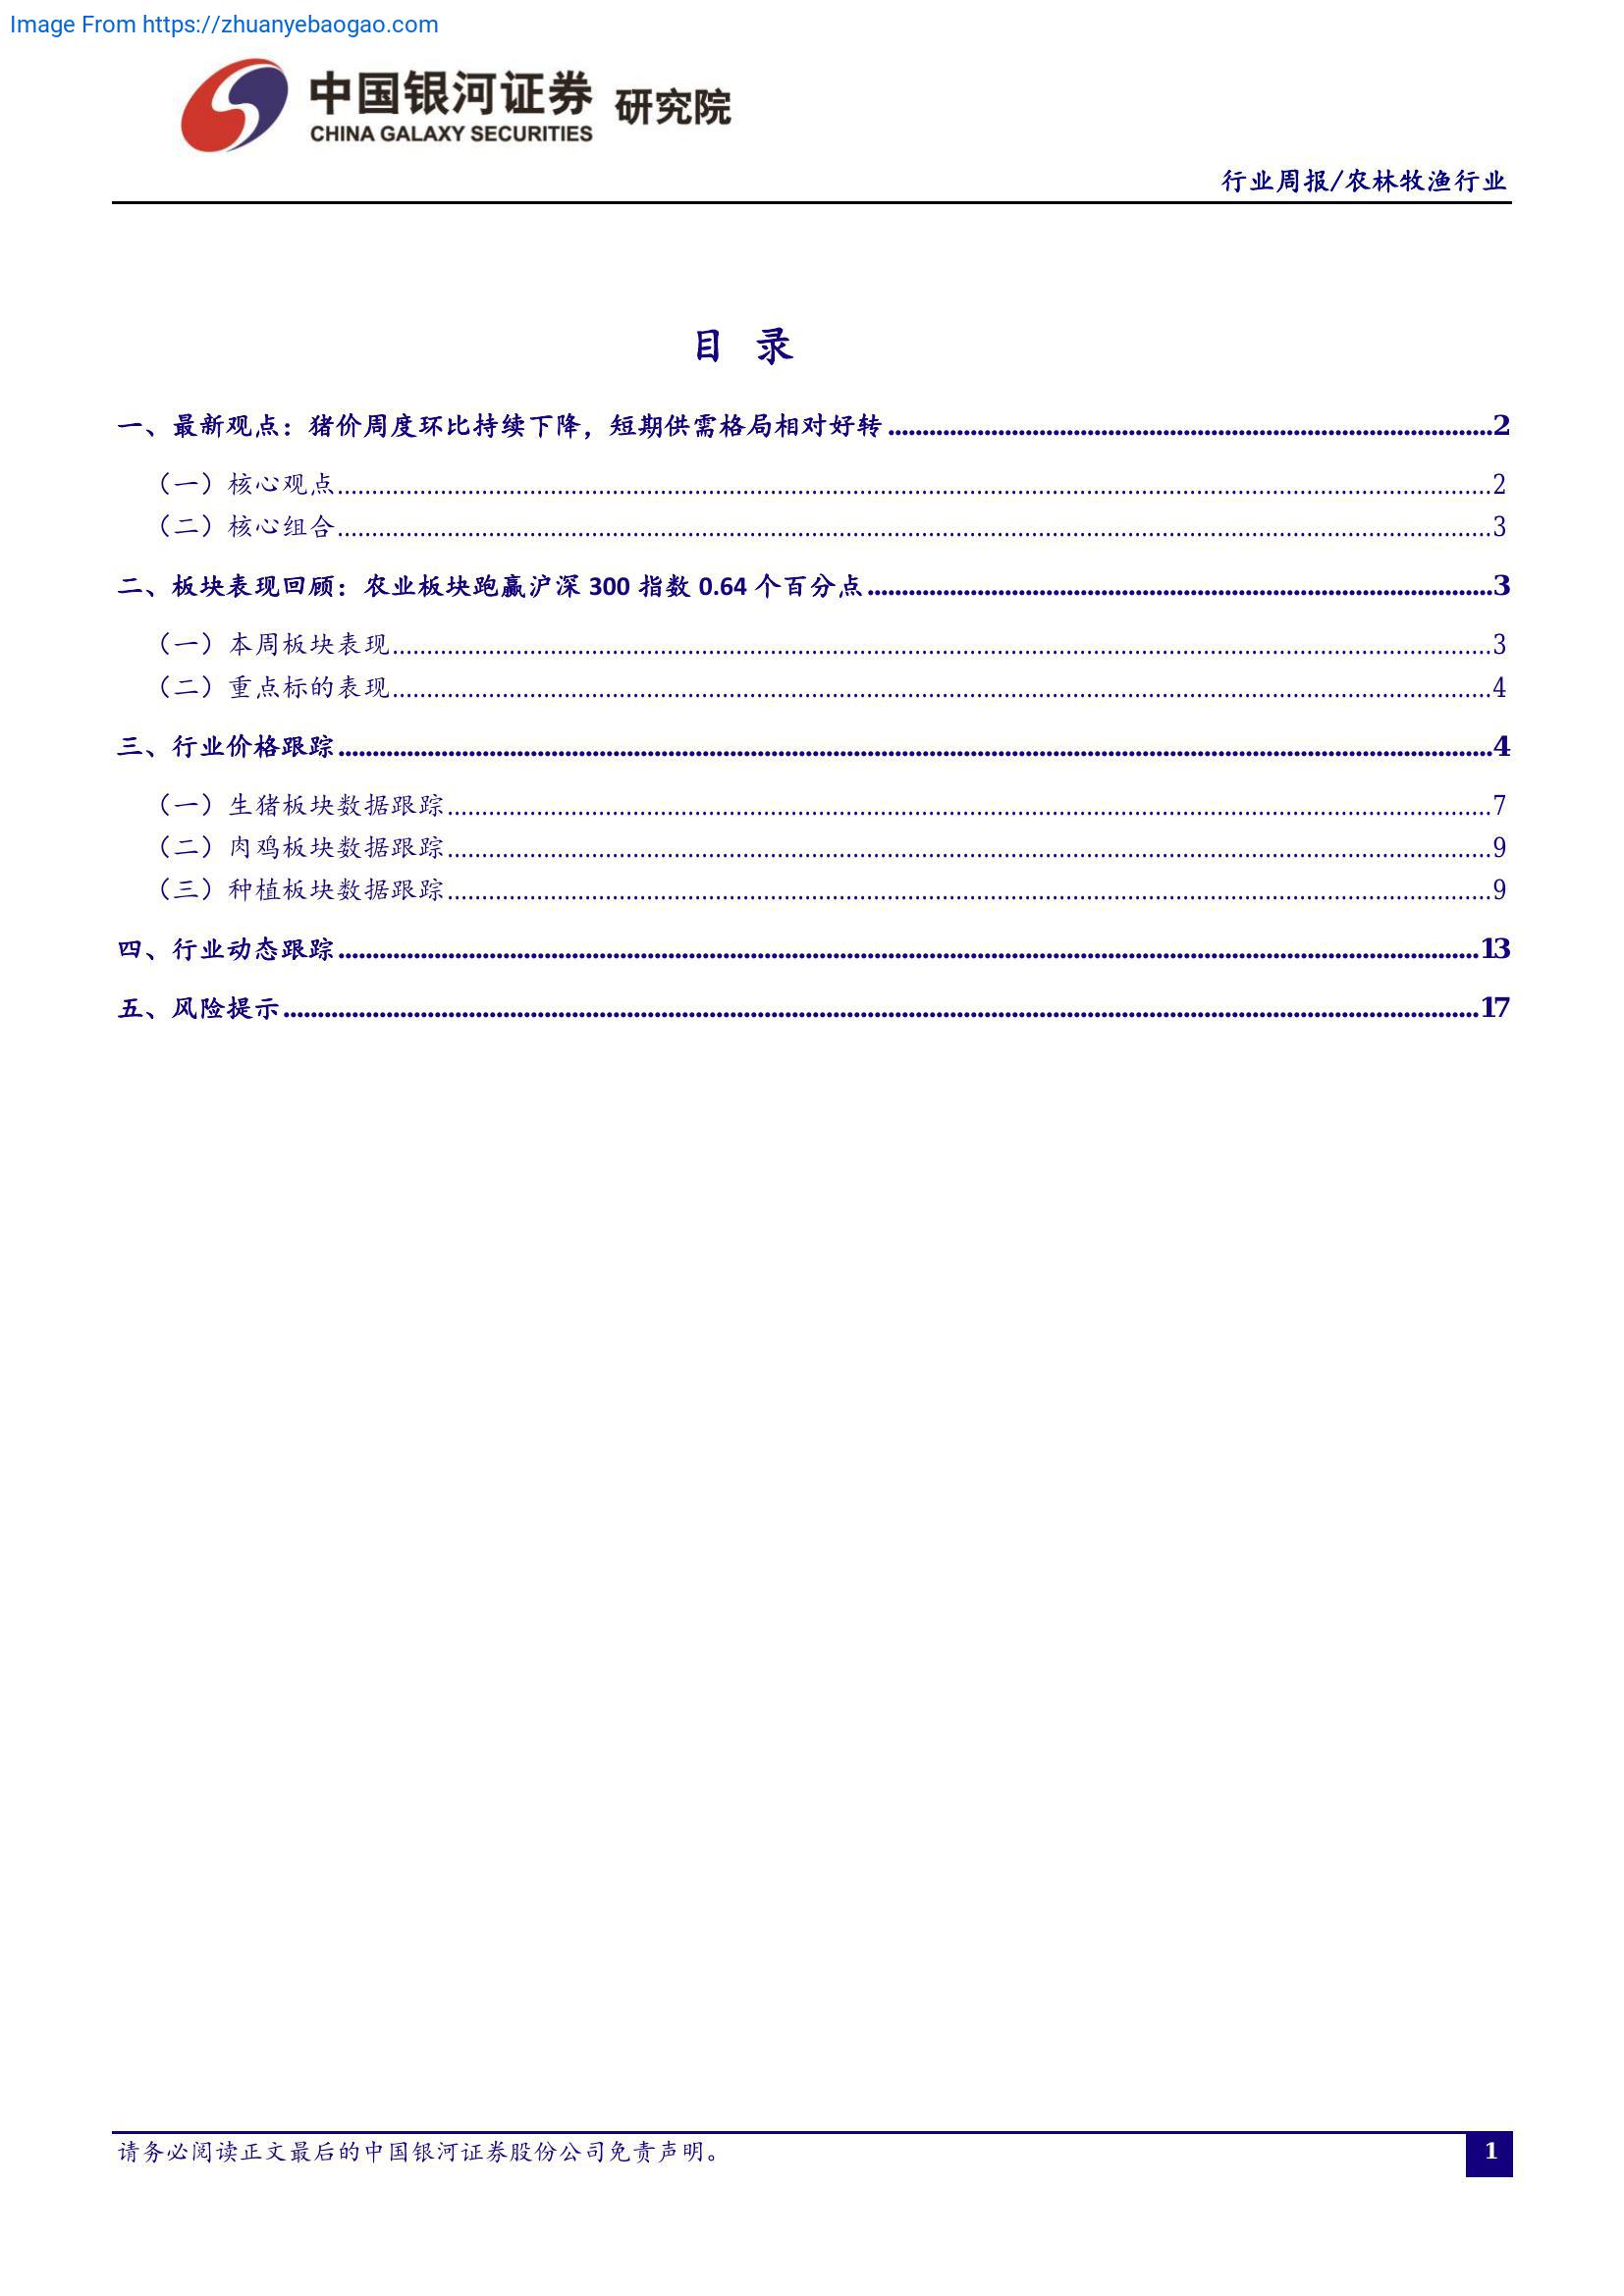 Image From https://zhuanyebaogao.com
中国银河证券 研究院
CHINA GALAXY SECURITIES
行业周报/农林牧渔行业
目 录
一、最新观点：猪价周度环比持续下降，短期供需格局相对好转........2
（一）核心观点........2
（二）核心组合........3
二、板块表现回顾：农业板块跑赢沪深 300 指数 0.64 个百分点........3
（一）本周板块表现........3
（二）重点标的表现........4
三、行业价格跟踪........4
（一）生猪板块数据跟踪........7
（二）肉鸡板块数据跟踪........9
（三）种植板块数据跟踪........9
四、行业动态跟踪........13
五、风险提示........17
请务必阅读正文最后的中国银河证券股份公司免责声明。
1